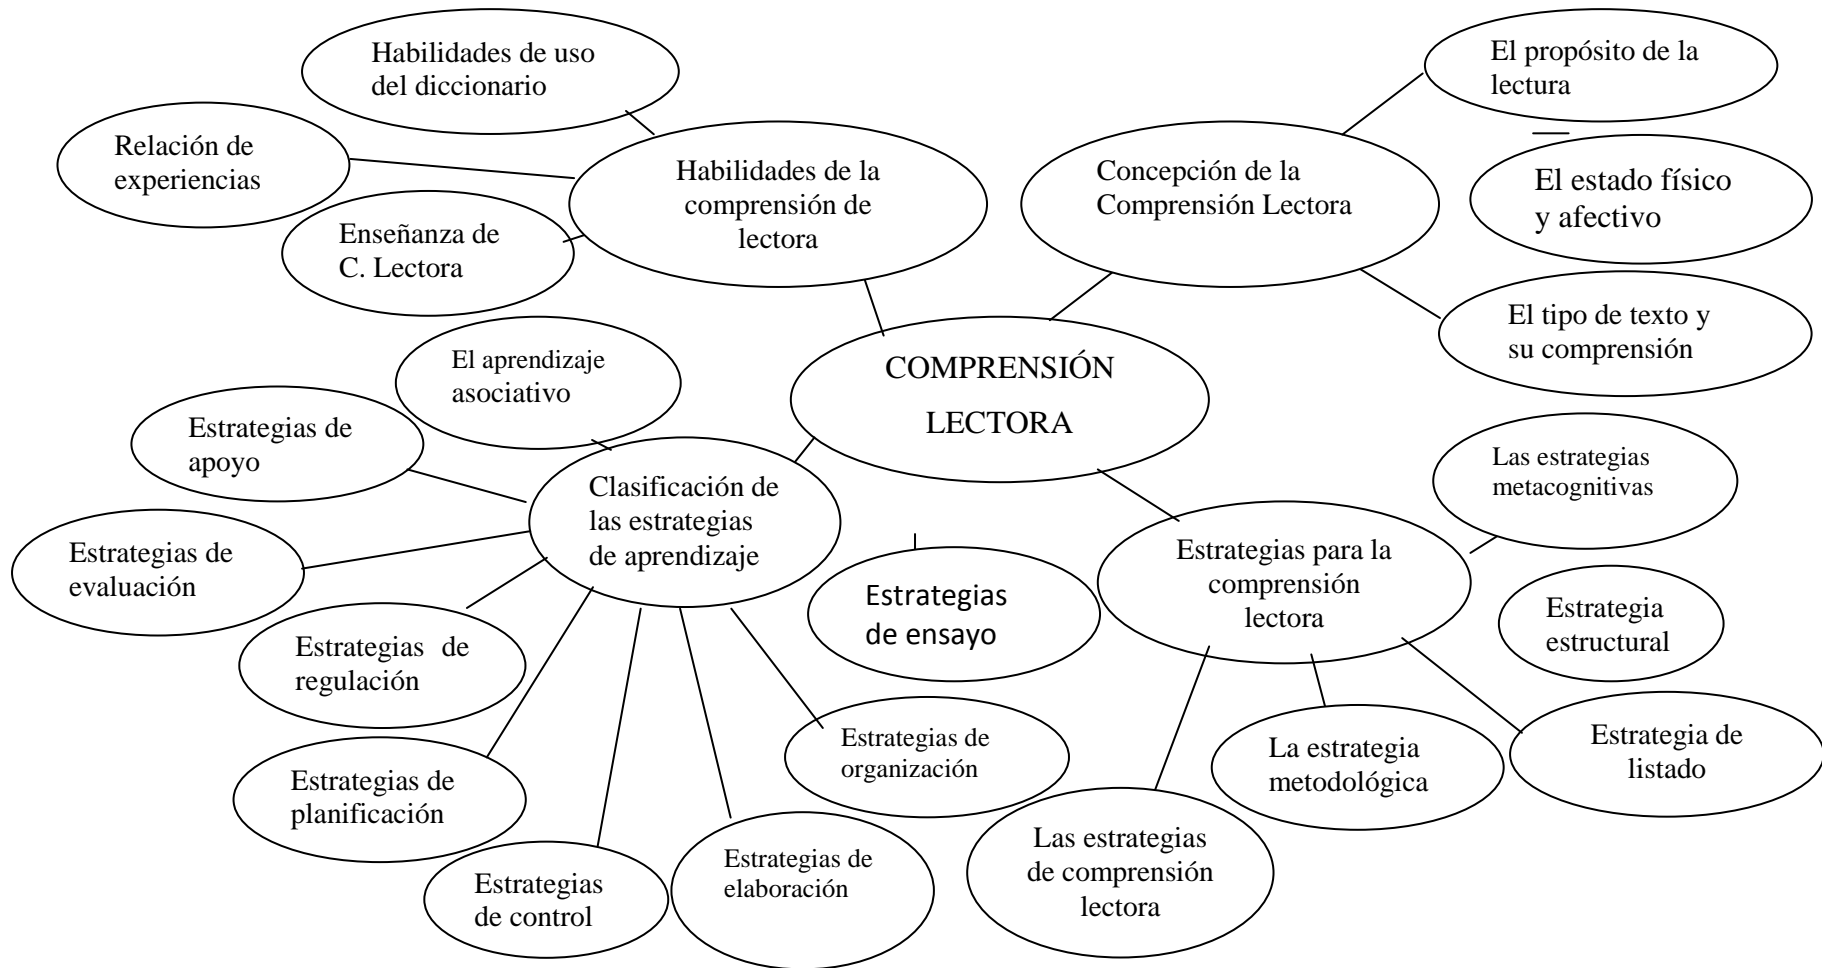 Habilidades de uso
del diccionario
El propósito de la
lectura
Relación de
experiencias
Habilidades de la
comprensión de
lectora
Concepción de la
Comprensión Lectora
El estado físico
y afectivo
Enseñanza de
C. Lectora
El tipo de texto y
su comprensión
El aprendizaje
asociativo
COMPRENSIÓN
LECTORA
Estrategias de
apoyo
Las estrategias
metacognitivas
Clasificación de
las estrategias
de aprendizaje
Estrategias de
evaluación
Estrategias para la
comprensión
lectora
Estrategias
de ensayo
Estrategia
estructural
Estrategias de
regulación
Estrategias de
organización
La estrategia
metodológica
Estrategia de
listado
Estrategias de
planificación
Las estrategias
de comprensión
lectora
Estrategias de
elaboración
Estrategias
de control